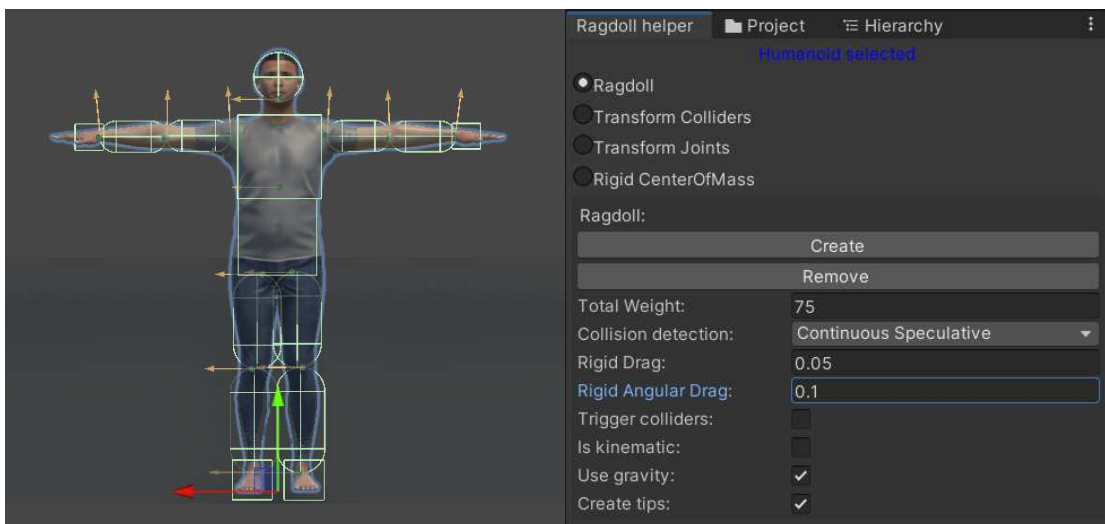 Ragdoll helper Project Hierarchy
Humanoid selected
Ragdoll
Transform Colliders
Transform Joints
Rigid CenterOfMass
Ragdoll:
Create
Remove
Total Weight: 75
Collision detection: Continuous Speculative
Rigid Drag: 0.05
Rigid Angular Drag: 0.1
Trigger colliders:
Is kinematic:
Use gravity:
Create tips: